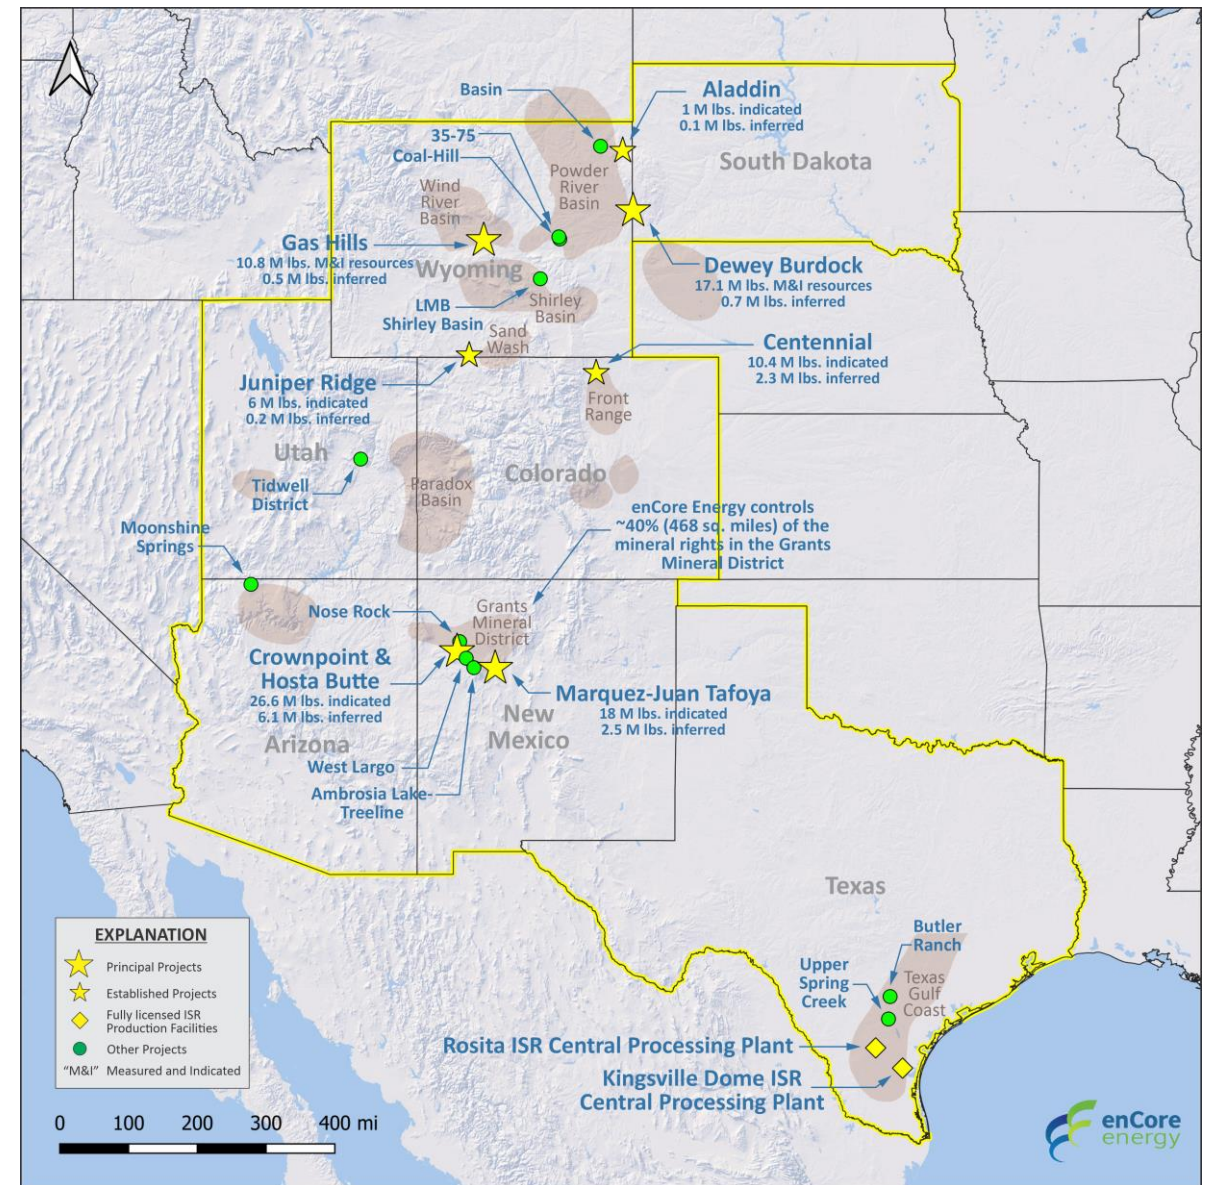 Basin
Aladdin
1 M lbs. indicated
0.1 M lbs. inferred
35-75
Coal-Hill
South Dakota
Powder
River
Basin
Wind
River
Basin
Gas Hills
10.8 M lbs. M&I resources
0.5 M lbs. inferred
Wyoming
Dewey Burdock
17.1 M lbs. M&I resources
0.7 M lbs. inferred
LMB
Shirley Basin
Shirley
Basin
Sand
Wash
Centennial
10.4 M lbs. indicated
2.3 M lbs. inferred
Juniper Ridge
6 M lbs. indicated
0.2 M lbs. inferred
Front
Range
Utah
Colorado
Tidwell
District
Paradox
Basin
enCore Energy controls
~40% (468 sq. miles) of the
mineral rights in the Grants
Mineral District
Moonshine
Springs
Nose Rock
Grants
Mineral
District
Crownpoint &
Hosta Butte
26.6 M lbs. indicated
6.1 M lbs. inferred
Marquez-Juan Tafoya
18 M lbs. indicated
2.5 M lbs. inferred
New
Mexico
Arizona
West Largo
Ambrosia Lake-
Treeline
Texas
Butler
Ranch
Upper
Spring
Creek
Texas
Gulf
Coast
Rosita ISR Central Processing Plant
Kingsville Dome ISR
Central Processing Plant
EXPLANATION
Principal Projects
Established Projects
Fully licensed ISR
Production Facilities
Other Projects
“M&I” Measured and Indicated
0 100 200 300 400 mi
enCore
energy